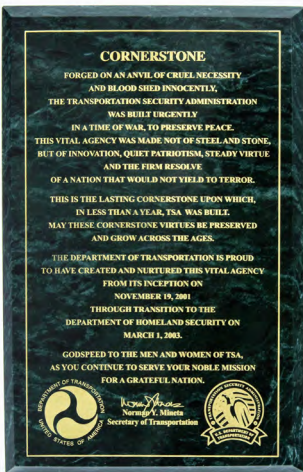 CORNERSTONE
FORGED ON AN ANVIL OF CRUEL NECESSITY
AND BLOOD SHED INNOCENTLY,
THE TRANSPORTATION SECURITY ADMINISTRATION
WAS BUILT URGENTLY
IN A TIME OF WAR, TO PRESERVE PEACE.
THIS VITAL AGENCY WAS MADE NOT OF STEEL AND STONE,
BUT OF INNOVATION, QUIET PATRIOTISM, STEADY VIRTUE
AND THE FIRM RESOLVE
OF A NATION THAT WOULD NOT YIELD TO TERROR.
THIS IS THE LASTING CORNERSTONE UPON WHICH,
IN LESS THAN A YEAR, TSA WAS BUILT.
MAY THESE CORNERSTONE VIRTUES BE PRESERVED
AND GROW ACROSS THE AGES.
THE DEPARTMENT OF TRANSPORTATION IS PROUD
TO HAVE CREATED AND NURTURED THIS VITAL AGENCY
FROM ITS INCEPTION ON
NOVEMBER 19, 2001
THROUGH TRANSITION TO THE
DEPARTMENT OF HOMELAND SECURITY ON
MARCH 1, 2003.
GODSPEED TO THE MEN AND WOMEN OF TSA,
AS YOU CONTINUE TO SERVE YOUR NOBLE MISSION
FOR A GRATEFUL NATION.
Norman Y. Mineta
Secretary of Transportation
DEPARTMENT OF TRANSPORTATION
UNITED STATES OF AMERICA
TRANSPORTATION SECURITY ADMINISTRATION
DEPARTMENT
TRANSPORTATION